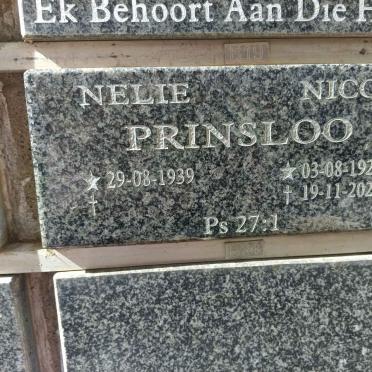 Ek Behoort Aan Die
NELIE NICO
PRINSLOO
★ 29-08-1939 ★ 03-08-192
† † 19-11-202
Ps 27:1